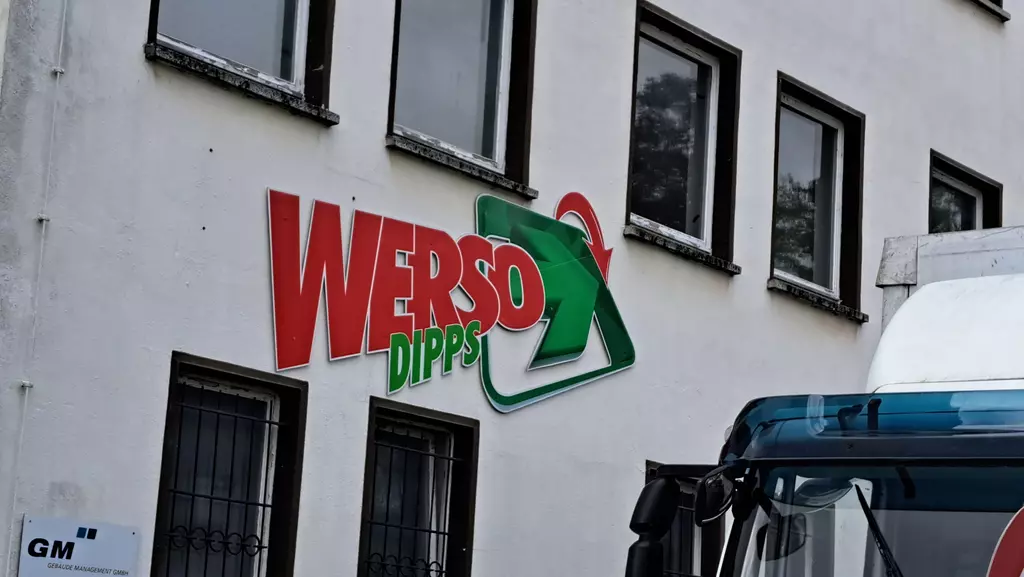 WERSO
DIPPS
GM
GEBÄUDE MANAGEMENT GMBH